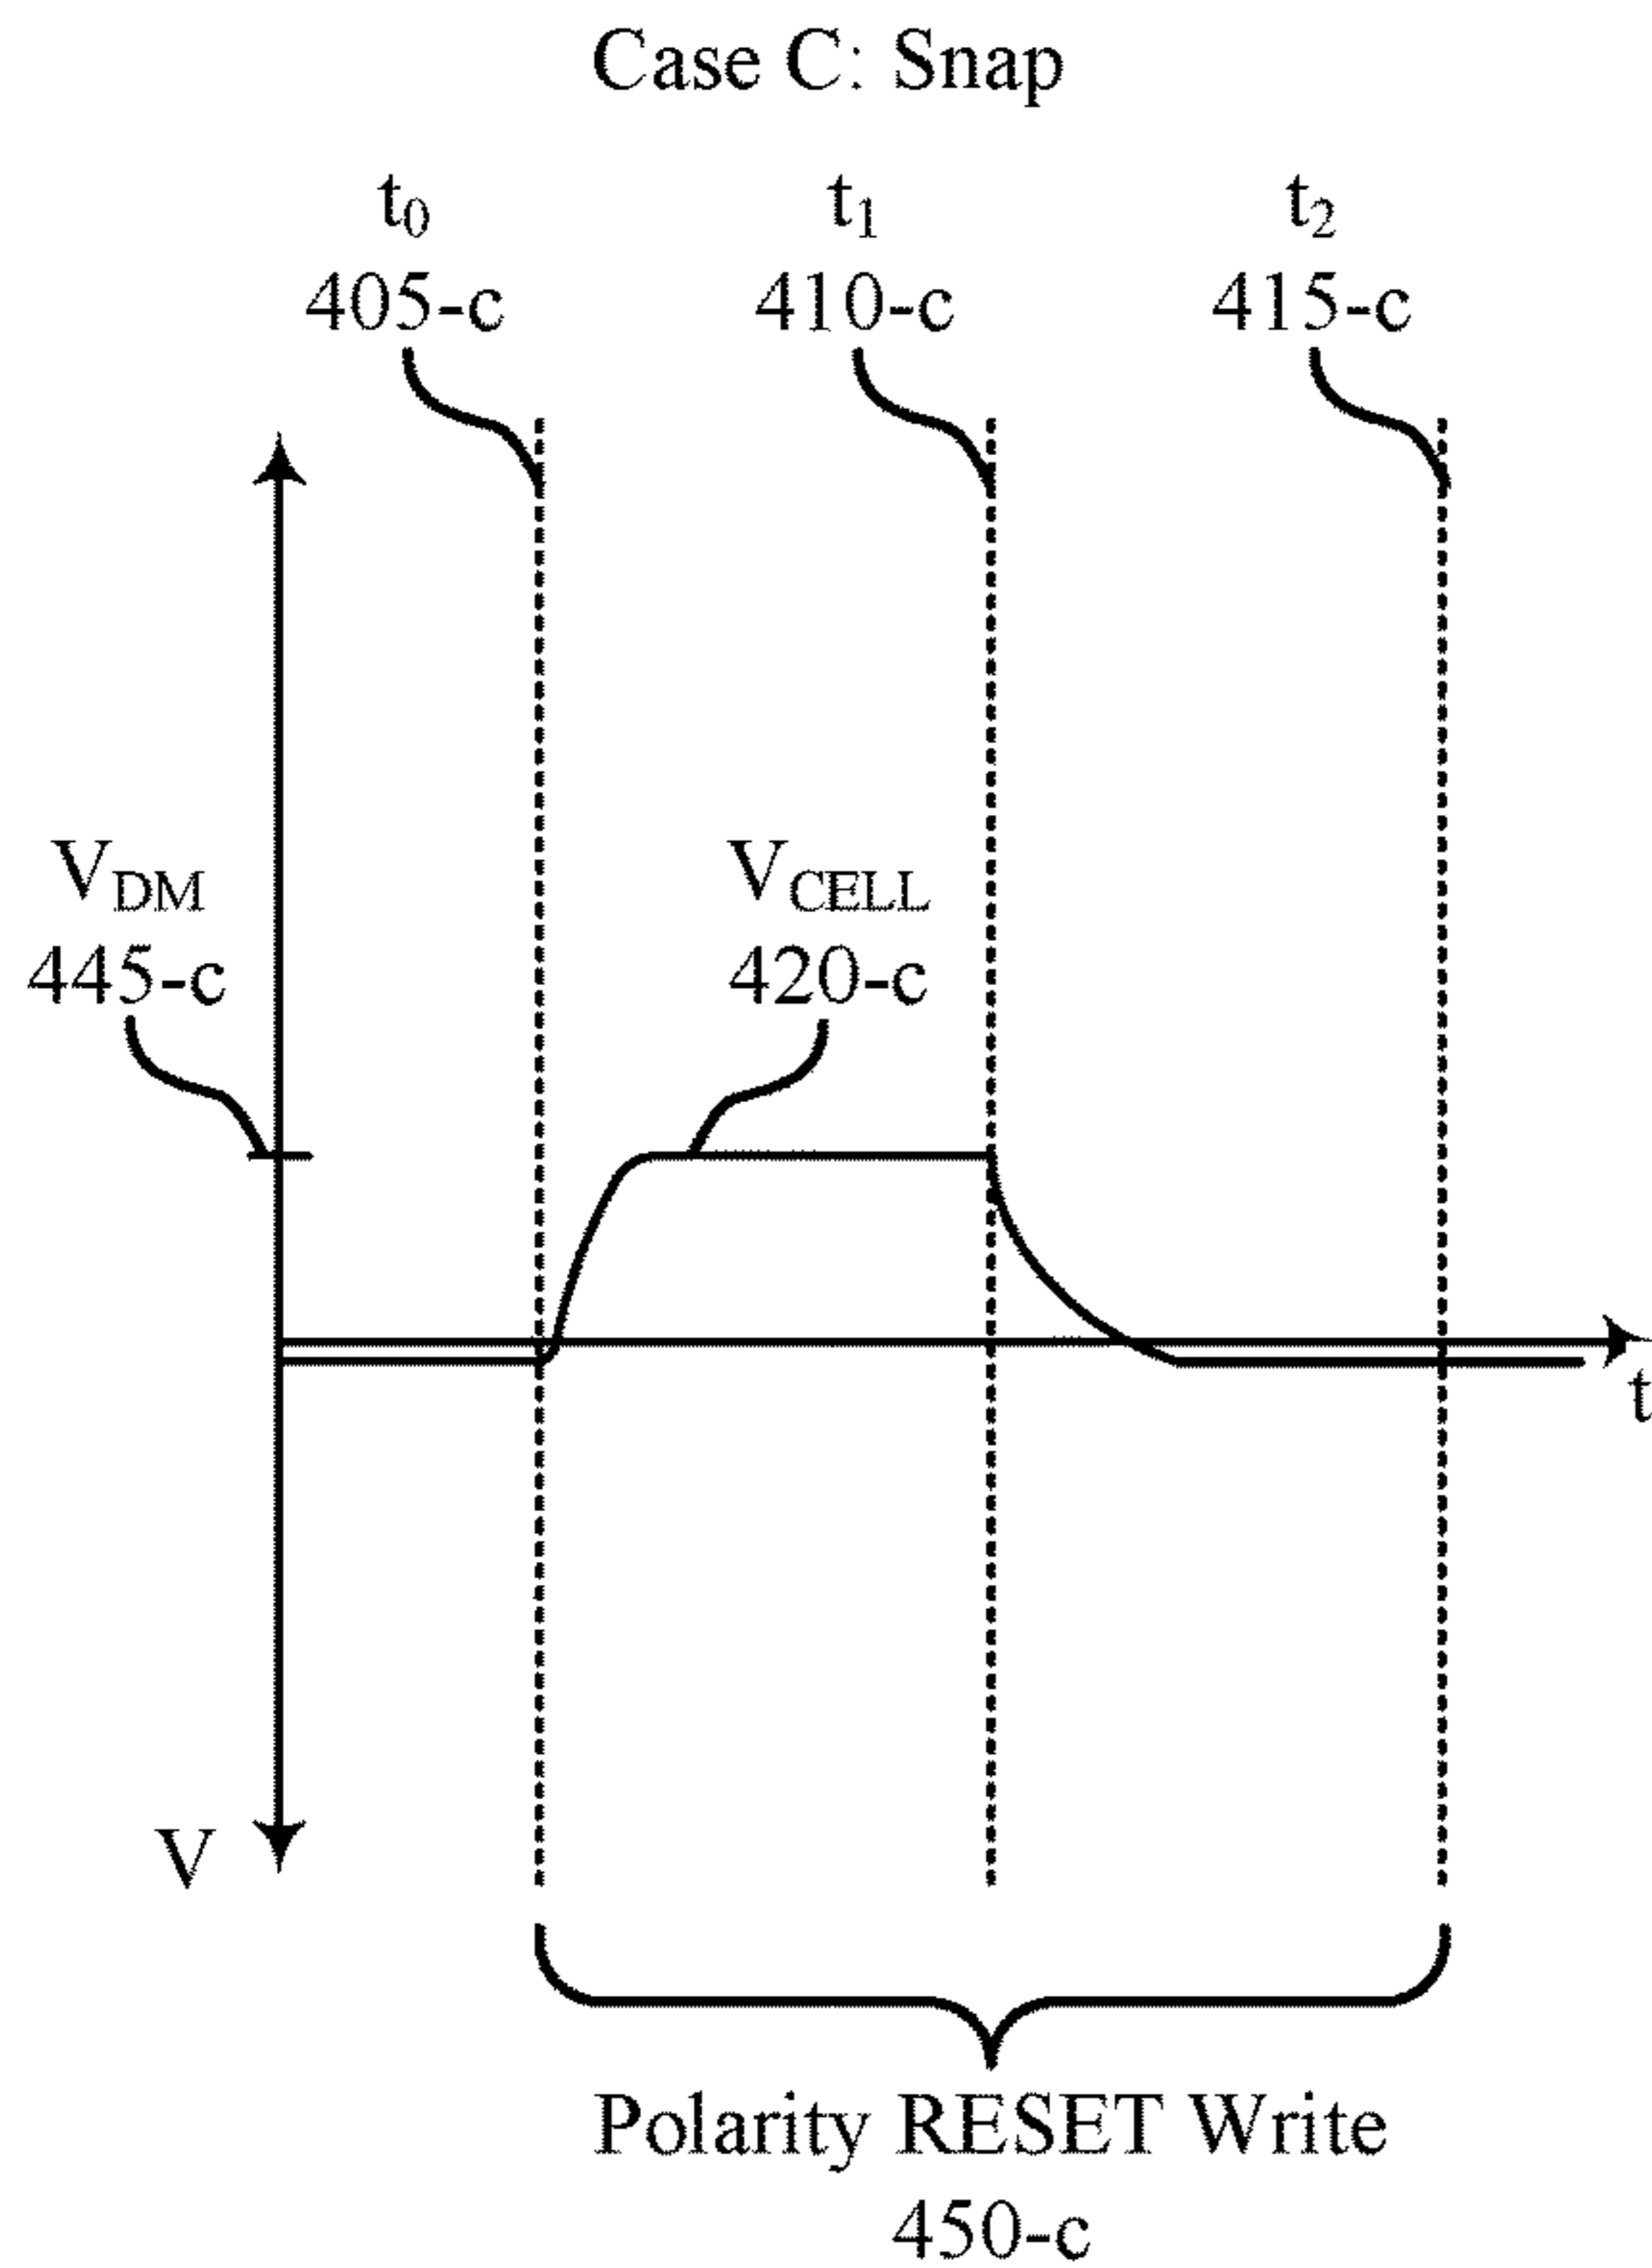 Case C: Snap
t0 t1 t2
405-c 410-c 415-c
VDM VCELL
445-c 420-c
t
V
Polarity RESET Write
450-c